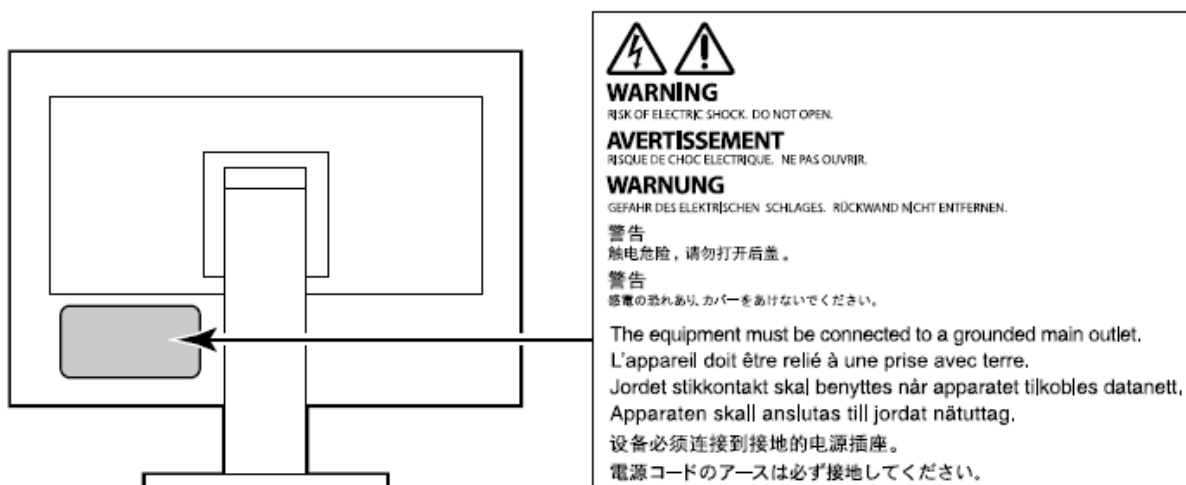 WARNING
RISK OF ELECTRIC SHOCK. DO NOT OPEN.
AVERTISSEMENT
RISQUE DE CHOC ELECTRIQUE. NE PAS OUVRIR.
WARNUNG
GEFAHR DES ELEKTRISCHEN SCHLAGES. RÜCKWAND NICHT ENTFERNEN.
警告
触电危险，请勿打开后盖。
警告
感電の恐れあり、カバーをあけないでください。
The equipment must be connected to a grounded main outlet.
L'appareil doit être relié à une prise avec terre.
Jordet stikkontakt skal benyttes når apparatet tilkobles datanett.
Apparaten skall anslutas till jordat nätuttag.
设备必须连接到接地的电源插座。
電源コードのアースは必ず接地してください。